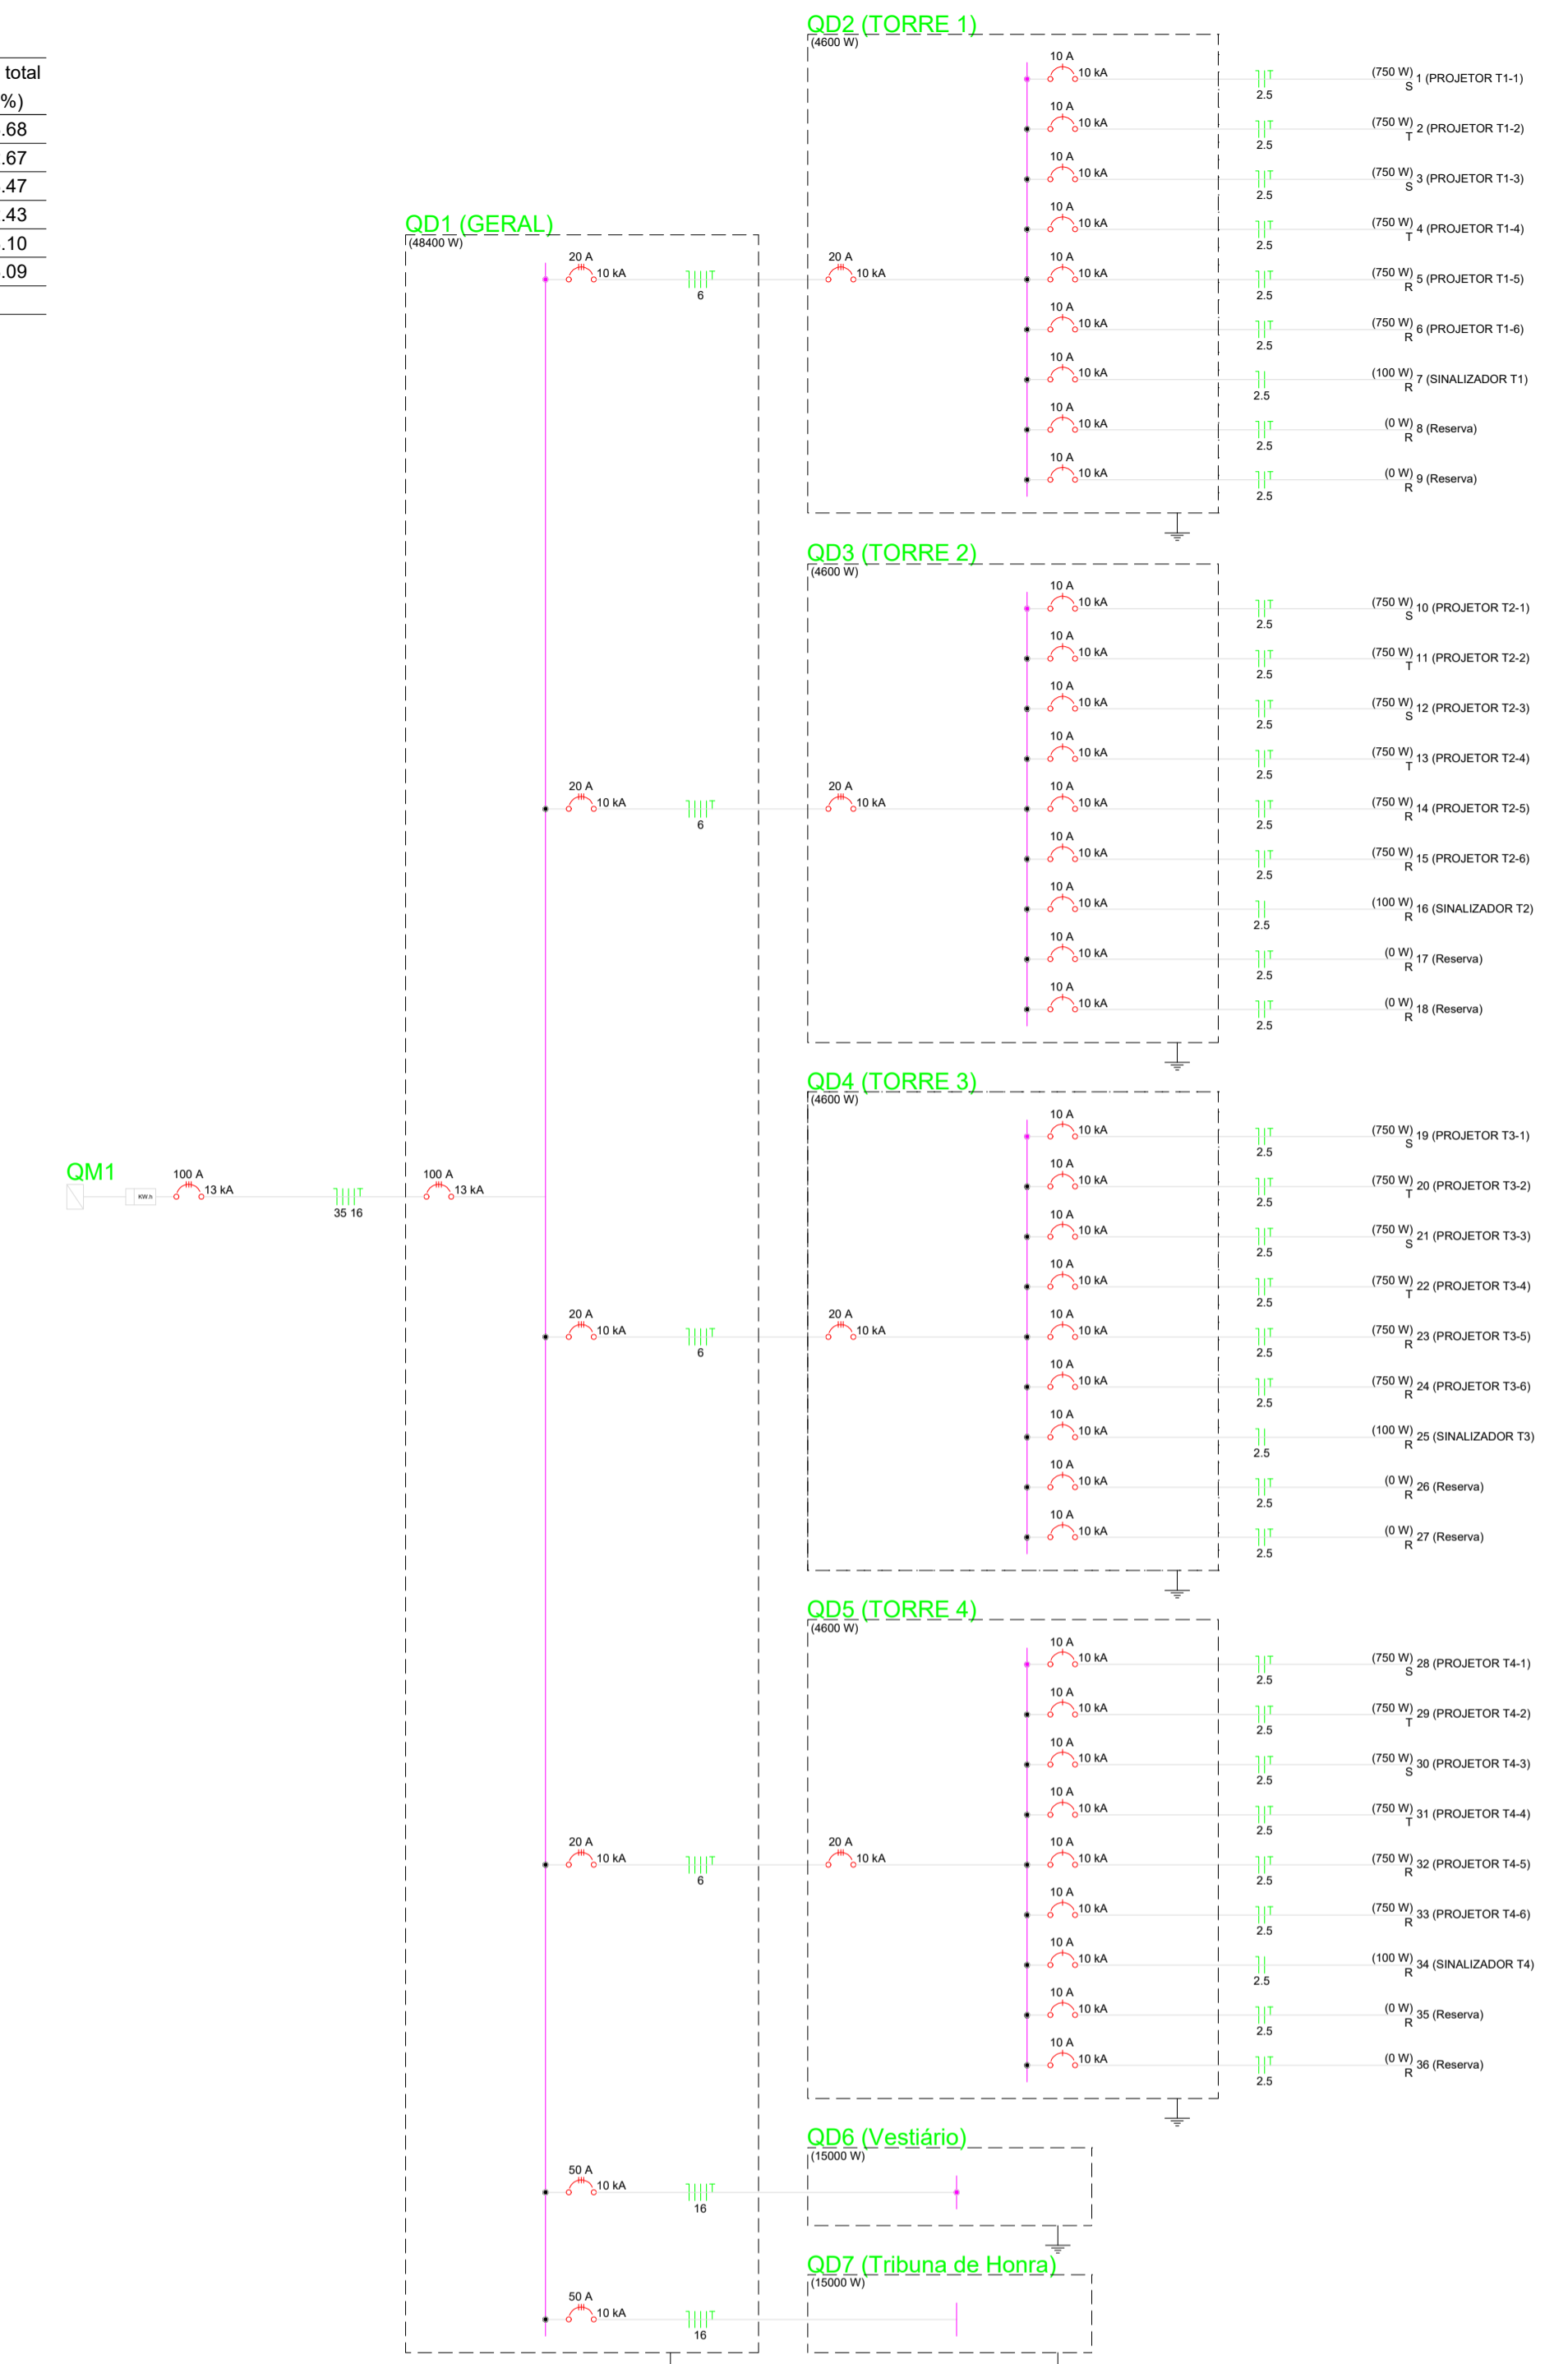 total
%)
.68
.67
.47
.43
.10
.09
QM1
KW.h
100 A
13 kA
35 16
QD1 (GERAL)
(48400 W)
100 A
13 kA
20 A
10 kA
6
20 A
10 kA
6
20 A
10 kA
6
20 A
10 kA
6
50 A
10 kA
16
50 A
10 kA
16
QD2 (TORRE 1)
(4600 W)
20 A
10 kA
10 A
10 kA
T
2.5
(750 W) S 1 (PROJETOR T1-1)
10 A
10 kA
T
2.5
(750 W) T 2 (PROJETOR T1-2)
10 A
10 kA
T
2.5
(750 W) S 3 (PROJETOR T1-3)
10 A
10 kA
T
2.5
(750 W) T 4 (PROJETOR T1-4)
10 A
10 kA
T
2.5
(750 W) R 5 (PROJETOR T1-5)
10 A
10 kA
T
2.5
(750 W) R 6 (PROJETOR T1-6)
10 A
10 kA
2.5
(100 W) R 7 (SINALIZADOR T1)
10 A
10 kA
T
2.5
(0 W) R 8 (Reserva)
10 A
10 kA
T
2.5
(0 W) R 9 (Reserva)
QD3 (TORRE 2)
(4600 W)
20 A
10 kA
10 A
10 kA
T
2.5
(750 W) S 10 (PROJETOR T2-1)
10 A
10 kA
T
2.5
(750 W) T 11 (PROJETOR T2-2)
10 A
10 kA
T
2.5
(750 W) S 12 (PROJETOR T2-3)
10 A
10 kA
T
2.5
(750 W) T 13 (PROJETOR T2-4)
10 A
10 kA
T
2.5
(750 W) R 14 (PROJETOR T2-5)
10 A
10 kA
T
2.5
(750 W) R 15 (PROJETOR T2-6)
10 A
10 kA
2.5
(100 W) R 16 (SINALIZADOR T2)
10 A
10 kA
T
2.5
(0 W) R 17 (Reserva)
10 A
10 kA
T
2.5
(0 W) R 18 (Reserva)
QD4 (TORRE 3)
(4600 W)
20 A
10 kA
10 A
10 kA
T
2.5
(750 W) S 19 (PROJETOR T3-1)
10 A
10 kA
T
2.5
(750 W) T 20 (PROJETOR T3-2)
10 A
10 kA
T
2.5
(750 W) S 21 (PROJETOR T3-3)
10 A
10 kA
T
2.5
(750 W) T 22 (PROJETOR T3-4)
10 A
10 kA
T
2.5
(750 W) R 23 (PROJETOR T3-5)
10 A
10 kA
T
2.5
(750 W) R 24 (PROJETOR T3-6)
10 A
10 kA
2.5
(100 W) R 25 (SINALIZADOR T3)
10 A
10 kA
T
2.5
(0 W) R 26 (Reserva)
10 A
10 kA
T
2.5
(0 W) R 27 (Reserva)
QD5 (TORRE 4)
(4600 W)
20 A
10 kA
10 A
10 kA
T
2.5
(750 W) S 28 (PROJETOR T4-1)
10 A
10 kA
T
2.5
(750 W) T 29 (PROJETOR T4-2)
10 A
10 kA
T
2.5
(750 W) S 30 (PROJETOR T4-3)
10 A
10 kA
T
2.5
(750 W) T 31 (PROJETOR T4-4)
10 A
10 kA
T
2.5
(750 W) R 32 (PROJETOR T4-5)
10 A
10 kA
T
2.5
(750 W) R 33 (PROJETOR T4-6)
10 A
10 kA
2.5
(100 W) R 34 (SINALIZADOR T4)
10 A
10 kA
T
2.5
(0 W) R 35 (Reserva)
10 A
10 kA
T
2.5
(0 W) R 36 (Reserva)
QD6 (Vestiário)
(15000 W)
QD7 (Tribuna de Honra)
(15000 W)